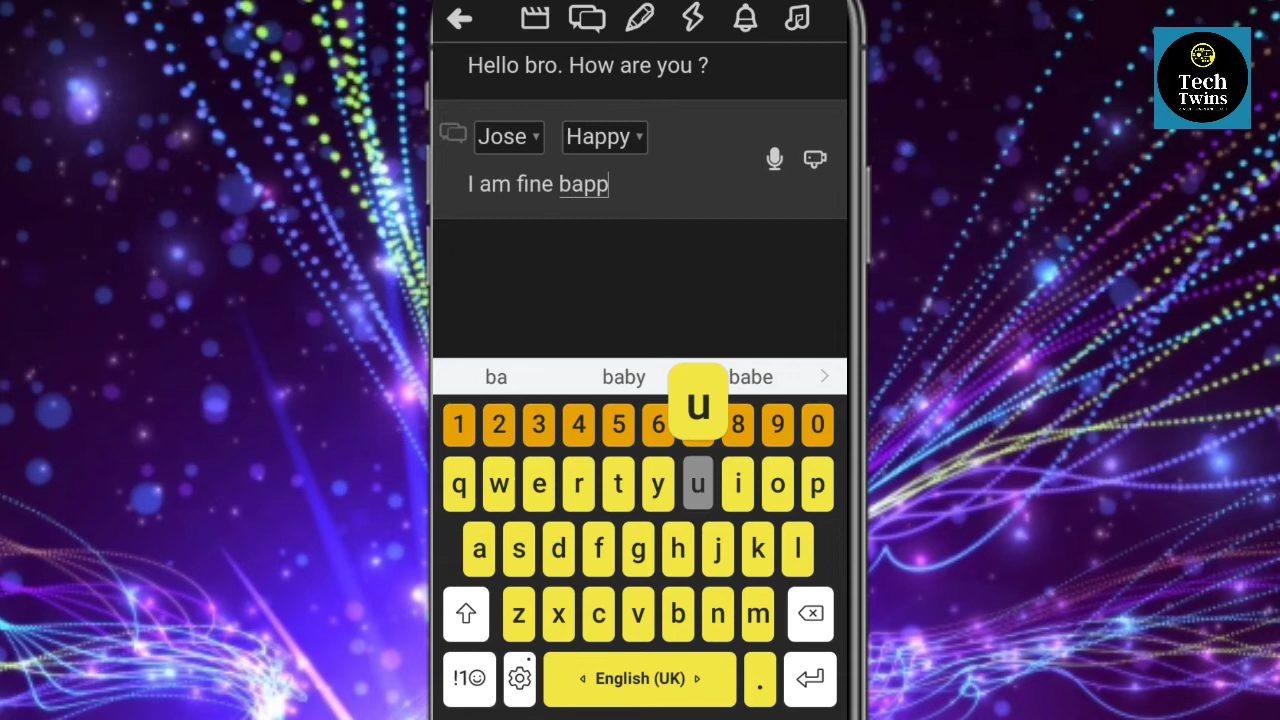 Hello bro. How are you ?
Tech
Twins
Jose
Happy
I am fine bapp
ba
baby
babe
u
1 2 3 4 5 6 8 9 0
q w e r t y u i o p
a s d f g h j k l
z x c v b n m
!1☺
English (UK)
.